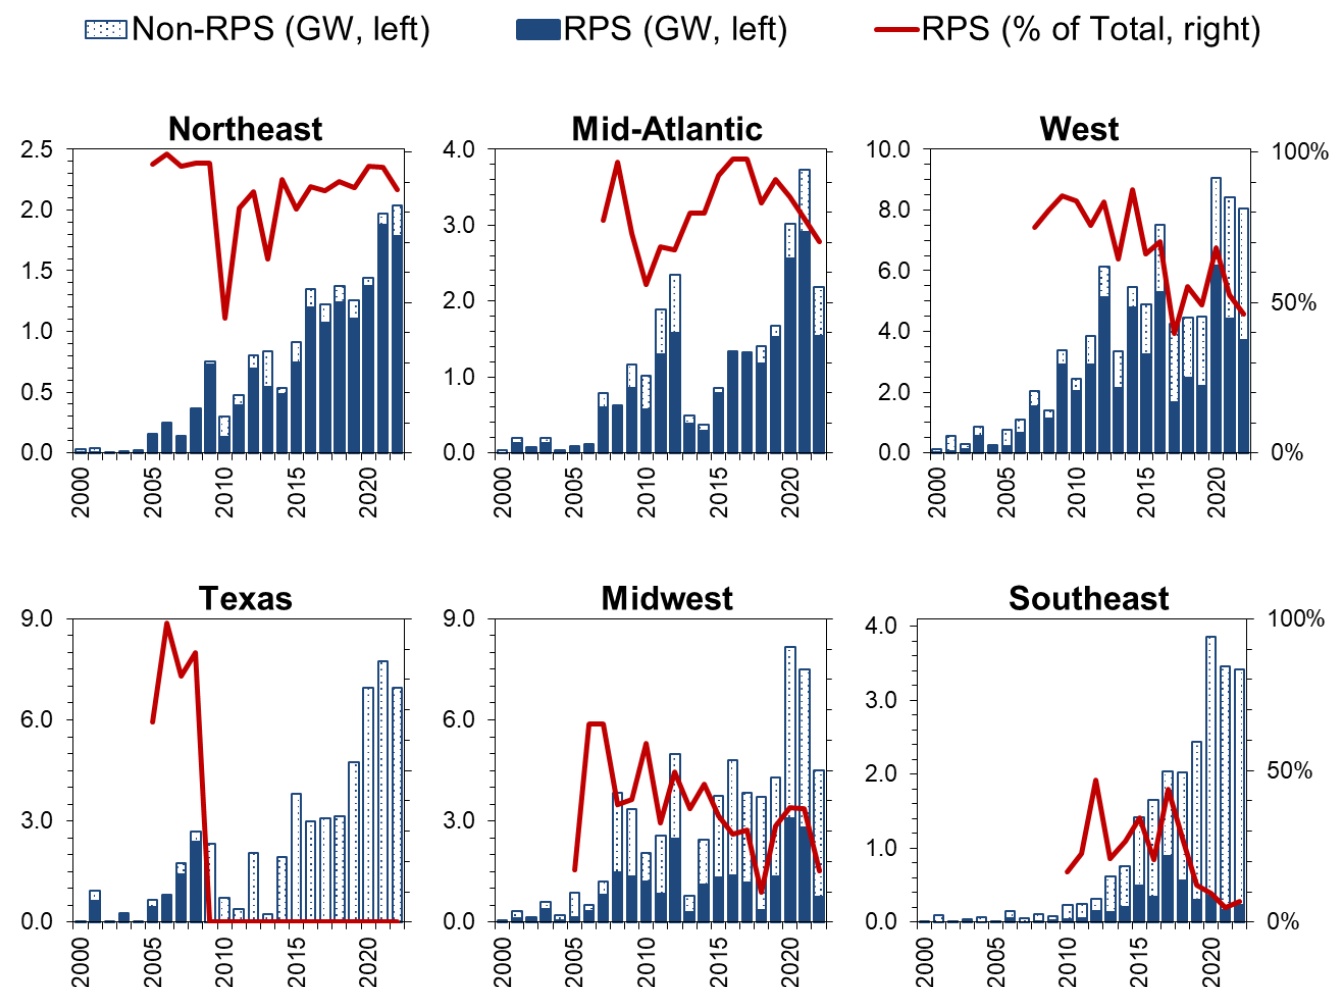 Non-RPS (GW, left) RPS (GW, left) RPS (% of Total, right)
Northeast Mid-Atlantic West
2.5 4.0 10.0 100%
2.0 3.0 8.0
1.5 2.0 6.0 50%
1.0 1.0 4.0
0.5 2.0
0.0 0.0 0.0 0%
2000 2005 2010 2015 2020 2000 2005 2010 2015 2020 2000 2005 2010 2015 2020
Texas Midwest Southeast
9.0 9.0 4.0 100%
6.0 6.0 3.0 50%
3.0 3.0 2.0
1.0
0.0 0.0 0.0 0%
2000 2005 2010 2015 2020 2000 2005 2010 2015 2020 2000 2005 2010 2015 2020